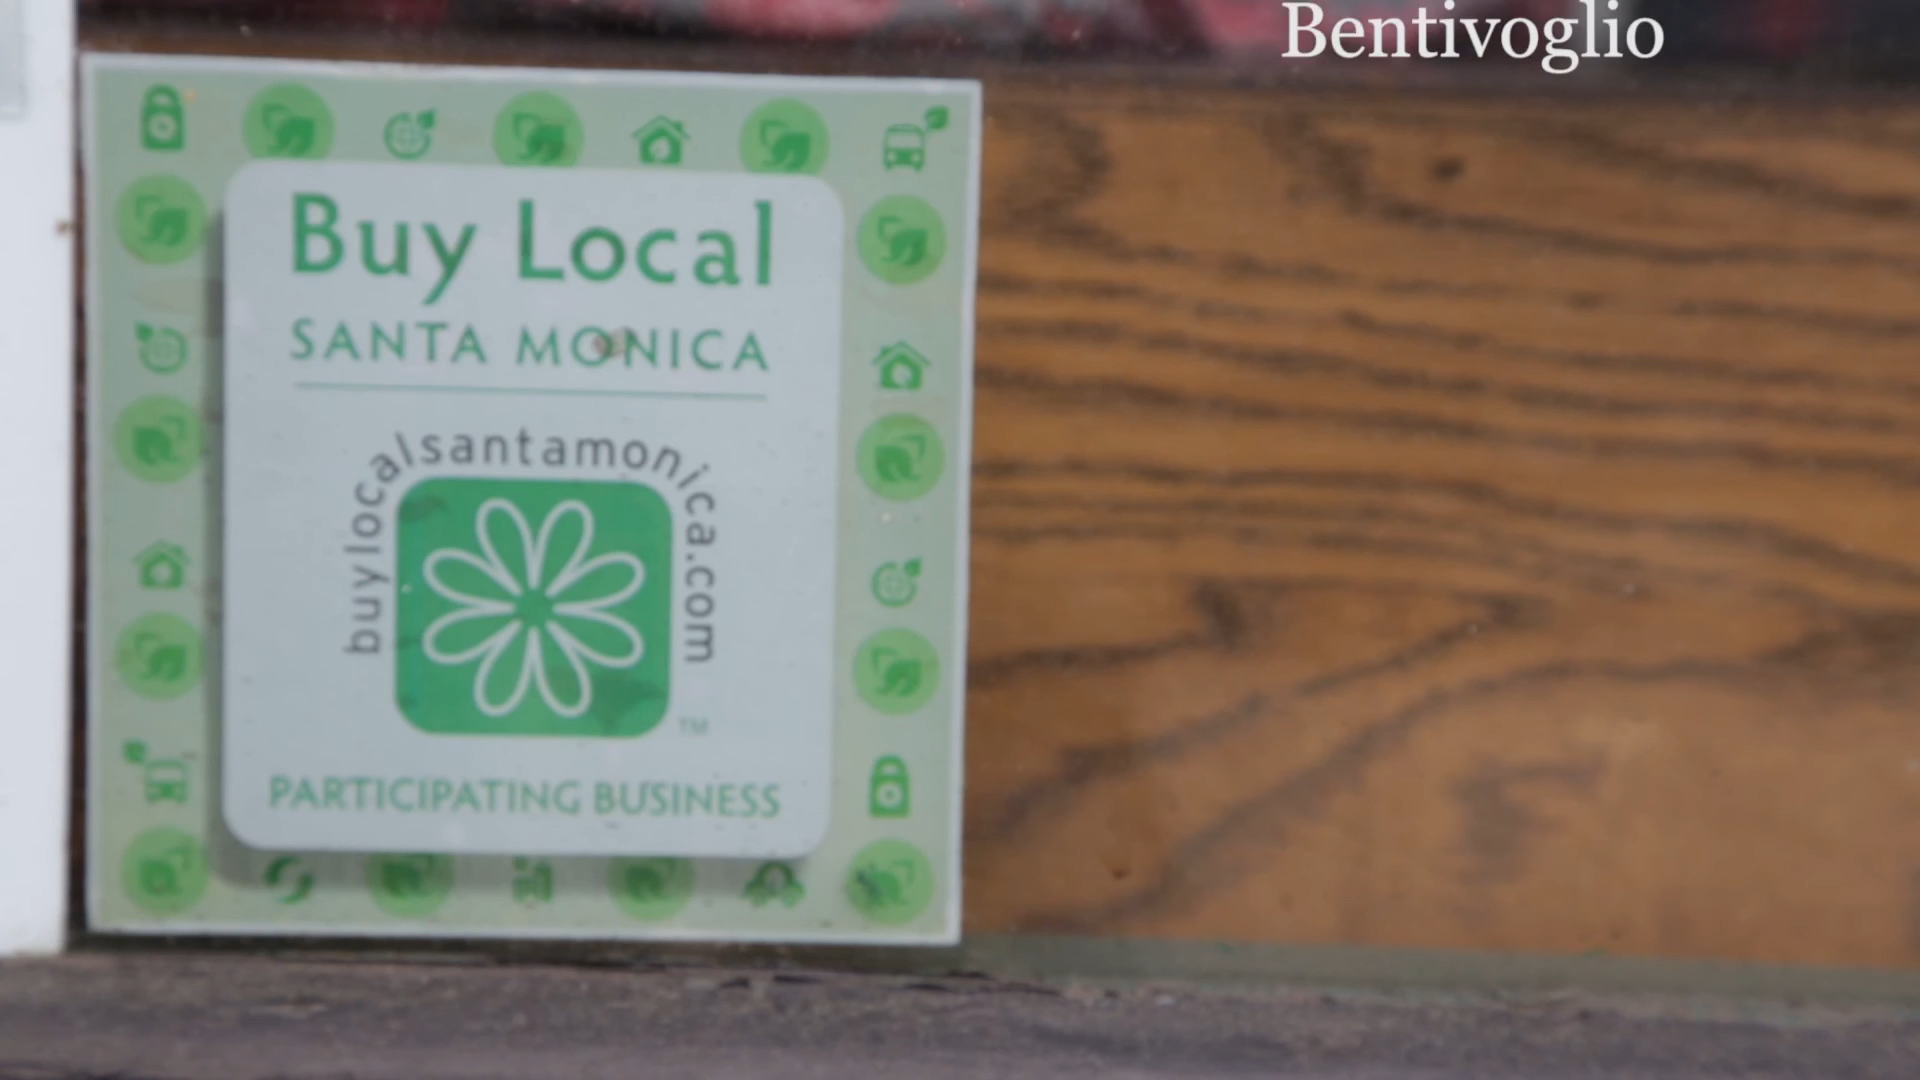 Bentivoglio
Buy Local
SANTA MONICA
buylocalsantamonica.com
TM
PARTICIPATING BUSINESS